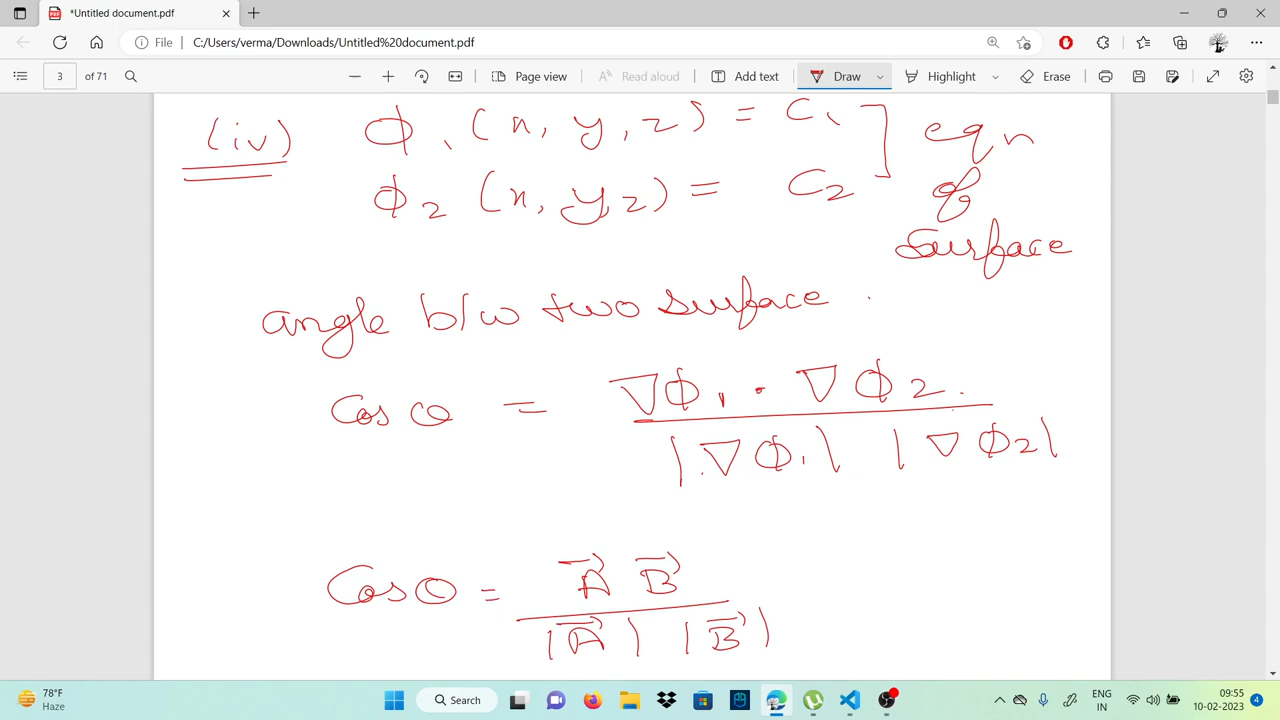 *Untitled document.pdf
File
C:/Users/verma/Downloads/Untitled%20document.pdf
3 of 71
Page view
Read aloud
Add text
Draw
Highlight
Erase
(iv) ϕ1 (x, y, z) = C1 ] eqn
ϕ2 (x, y, z) = C2 of
surface
angle b/w two surface.
Cos θ = ∇ϕ1 · ∇ϕ2
|∇ϕ1| |∇ϕ2|
Cos θ = A⃗ B⃗
|A⃗| |B⃗|
78°F
Haze
Search
ENG
IN
09:55
10-02-2023
4